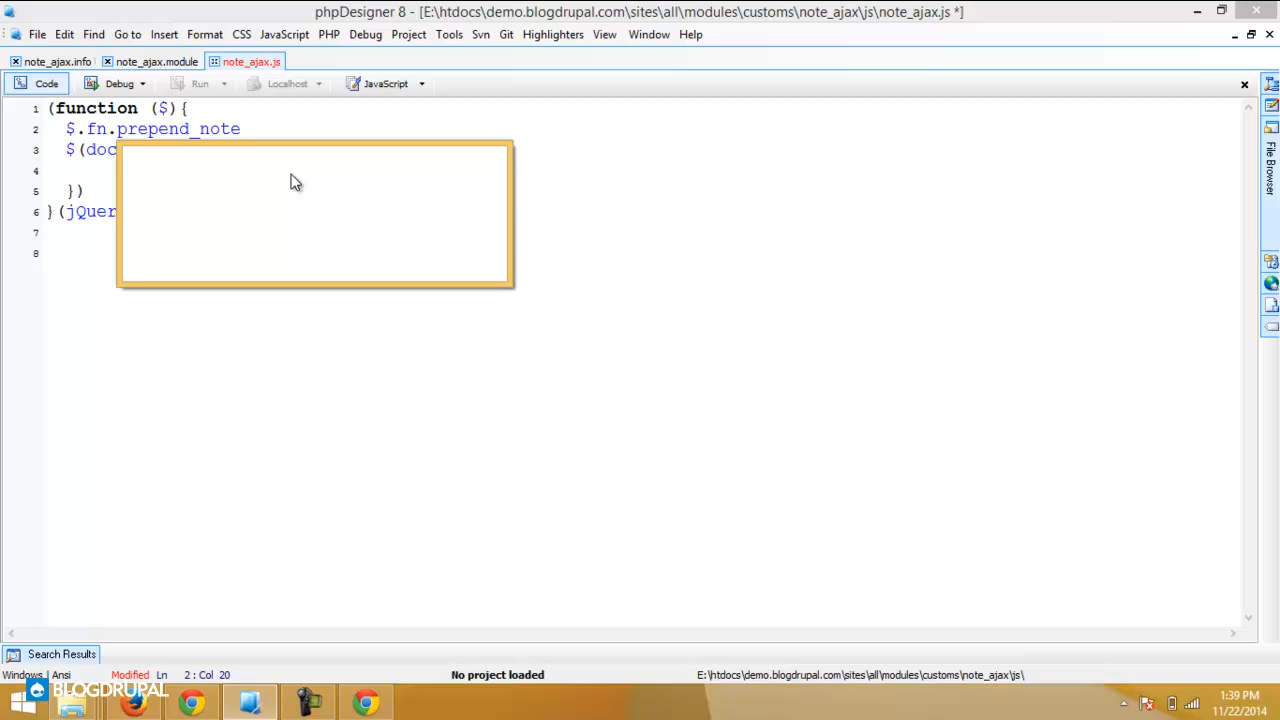 phpDesigner 8 - [E:\htdocs\demo.blogdrupal.com\sites\all\modules\customs\note_ajax\js\note_ajax.js *]
File Edit Find Go to Insert Format CSS JavaScript PHP Debug Project Tools Svn Git Highlighters View Window Help
note_ajax.info note_ajax.module note_ajax.js
Code Debug Run Localhost JavaScript
1 (function ($){
2 $.fn.prepend_note
3 $(doc
4
5 })
6 }(jQuer
7
8
File Browser
Search Results
Windows | Ansi Modified Ln 2 : Col 20 No project loaded E:\htdocs\demo.blogdrupal.com\sites\all\modules\customs\note_ajax\js\
BLOGDRUPAL
1:39 PM
11/22/2014